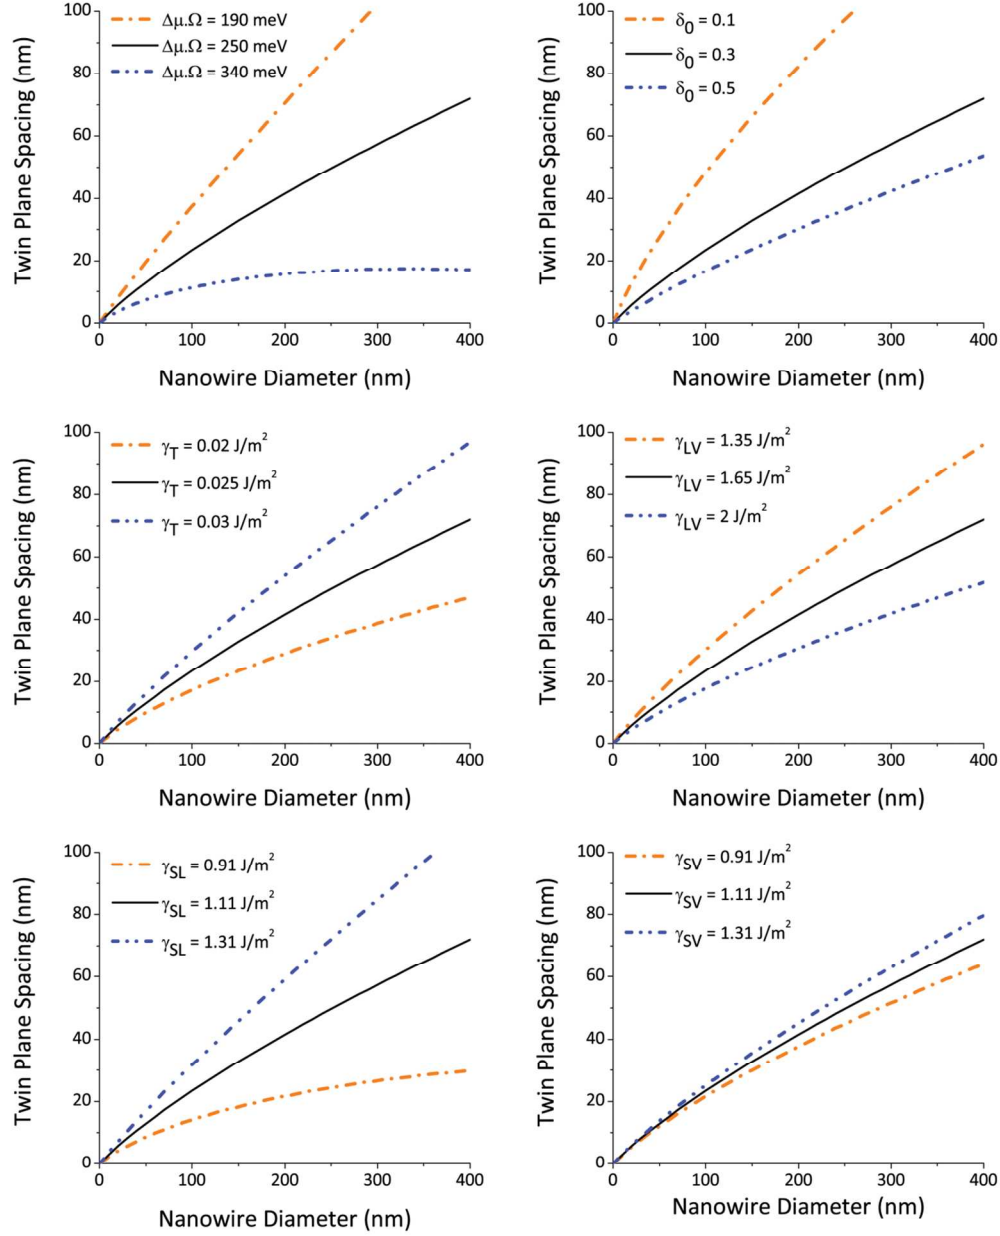 Δμ.Ω = 190 meV
Δμ.Ω = 250 meV
Δμ.Ω = 340 meV
100
80
60
40
20
0
0 100 200 300 400
Twin Plane Spacing (nm)
Nanowire Diameter (nm)
δ0 = 0.1
δ0 = 0.3
δ0 = 0.5
100
80
60
40
20
0
0 100 200 300 400
Twin Plane Spacing (nm)
Nanowire Diameter (nm)
γT = 0.02 J/m²
γT = 0.025 J/m²
γT = 0.03 J/m²
100
80
60
40
20
0
0 100 200 300 400
Twin Plane Spacing (nm)
Nanowire Diameter (nm)
γLV = 1.35 J/m²
γLV = 1.65 J/m²
γLV = 2 J/m²
100
80
60
40
20
0
0 100 200 300 400
Twin Plane Spacing (nm)
Nanowire Diameter (nm)
γSL = 0.91 J/m²
γSL = 1.11 J/m²
γSL = 1.31 J/m²
100
80
60
40
20
0
0 100 200 300 400
Twin Plane Spacing (nm)
Nanowire Diameter (nm)
γSV = 0.91 J/m²
γSV = 1.11 J/m²
γSV = 1.31 J/m²
100
80
60
40
20
0
0 100 200 300 400
Twin Plane Spacing (nm)
Nanowire Diameter (nm)